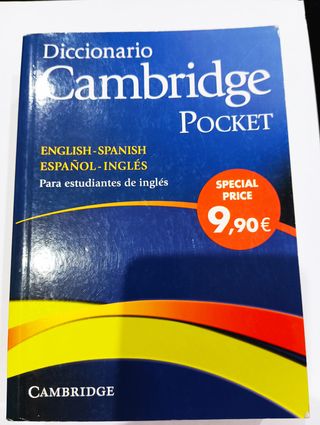 Diccionario
Cambridge
POCKET
ENGLISH-SPANISH
ESPAÑOL-INGLÉS
Para estudiantes de inglés
SPECIAL
PRICE
9,90€
CAMBRIDGE